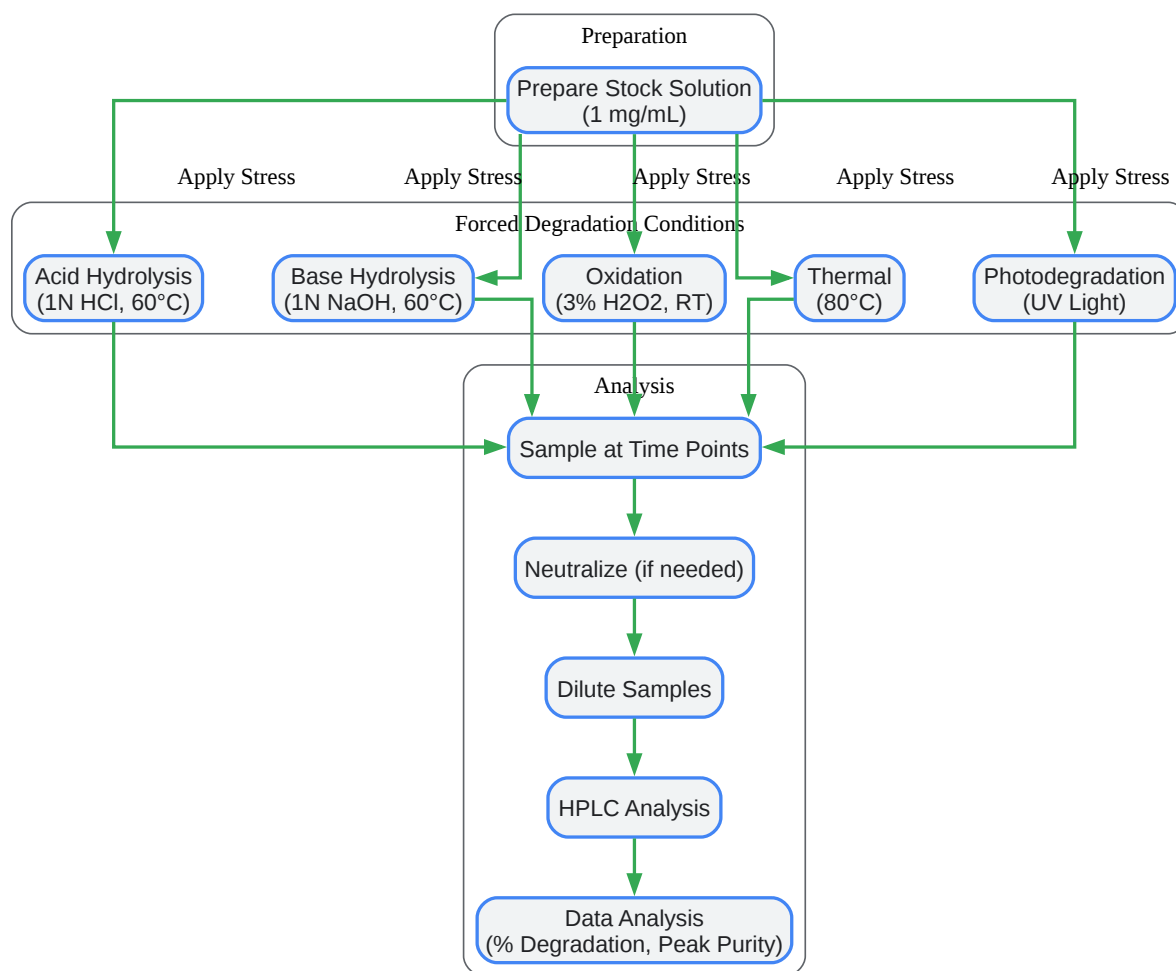 Preparation
Prepare Stock Solution
(1 mg/mL)
Apply Stress
Apply Stress
Apply Stress
Apply Stress
Apply Stress
Forced Degradation Conditions
Acid Hydrolysis
(1N HCl, 60°C)
Base Hydrolysis
(1N NaOH, 60°C)
Oxidation
(3% H2O2, RT)
Thermal
(80°C)
Photodegradation
(UV Light)
Analysis
Sample at Time Points
Neutralize (if needed)
Dilute Samples
HPLC Analysis
Data Analysis
(% Degradation, Peak Purity)